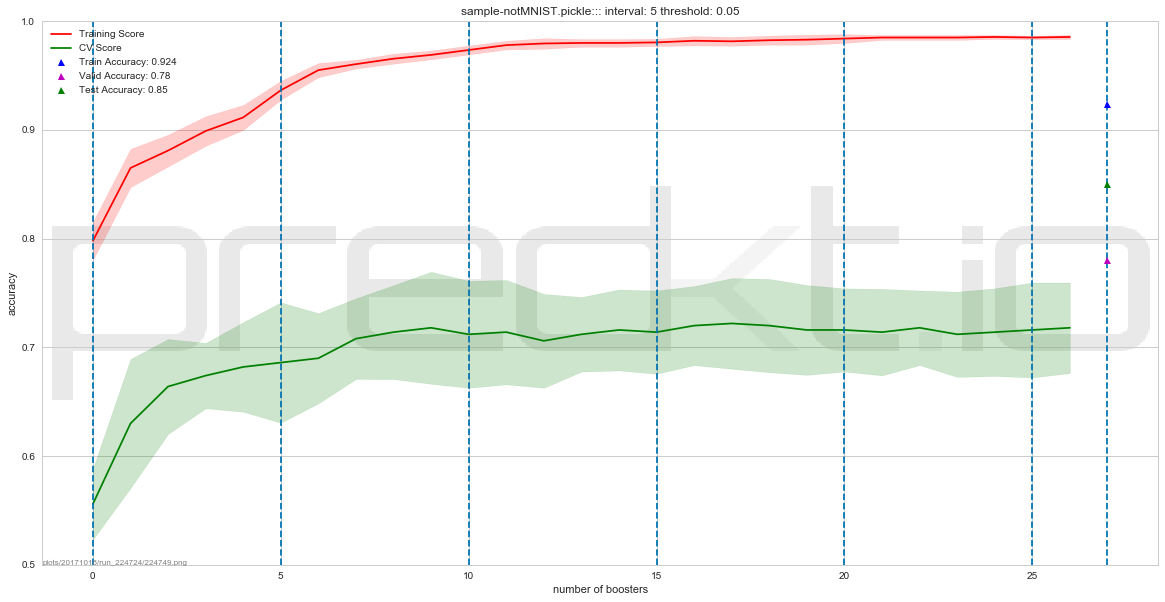 sample-notMNIST.pickle::: interval: 5 threshold: 0.05
1.0
0.9
0.8
0.7
0.6
0.5
accuracy
Training Score
CV Score
Train Accuracy: 0.924
Valid Accuracy: 0.78
Test Accuracy: 0.85
predkt.io
0
5
10
15
20
25
number of boosters